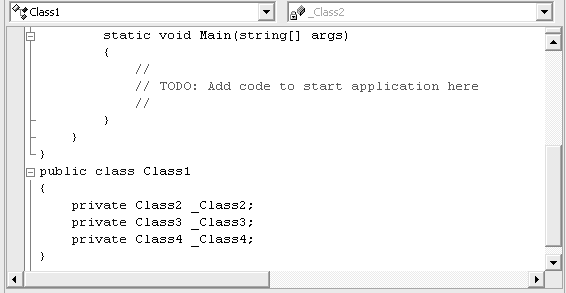 Class1 _Class2
static void Main(string[] args)
{
//
// TODO: Add code to start application here
//
}
}
}
public class Class1
{
private Class2 _Class2;
private Class3 _Class3;
private Class4 _Class4;
}